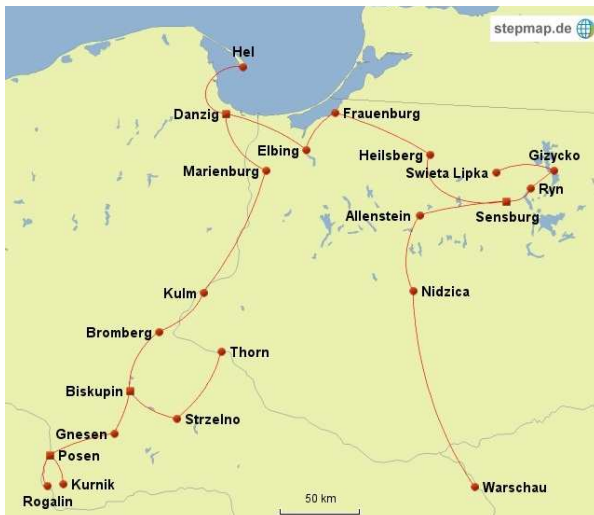 stepmap.de
Hel
Danzig
Frauenburg
Elbing
Heilsberg
Gizycko
Marienburg
Swieta Lipka
Ryn
Allenstein
Sensburg
Kulm
Nidzica
Bromberg
Thorn
Biskupin
Strzelno
Gnesen
Posen
Kurnik
Warschau
Rogalin
50 km